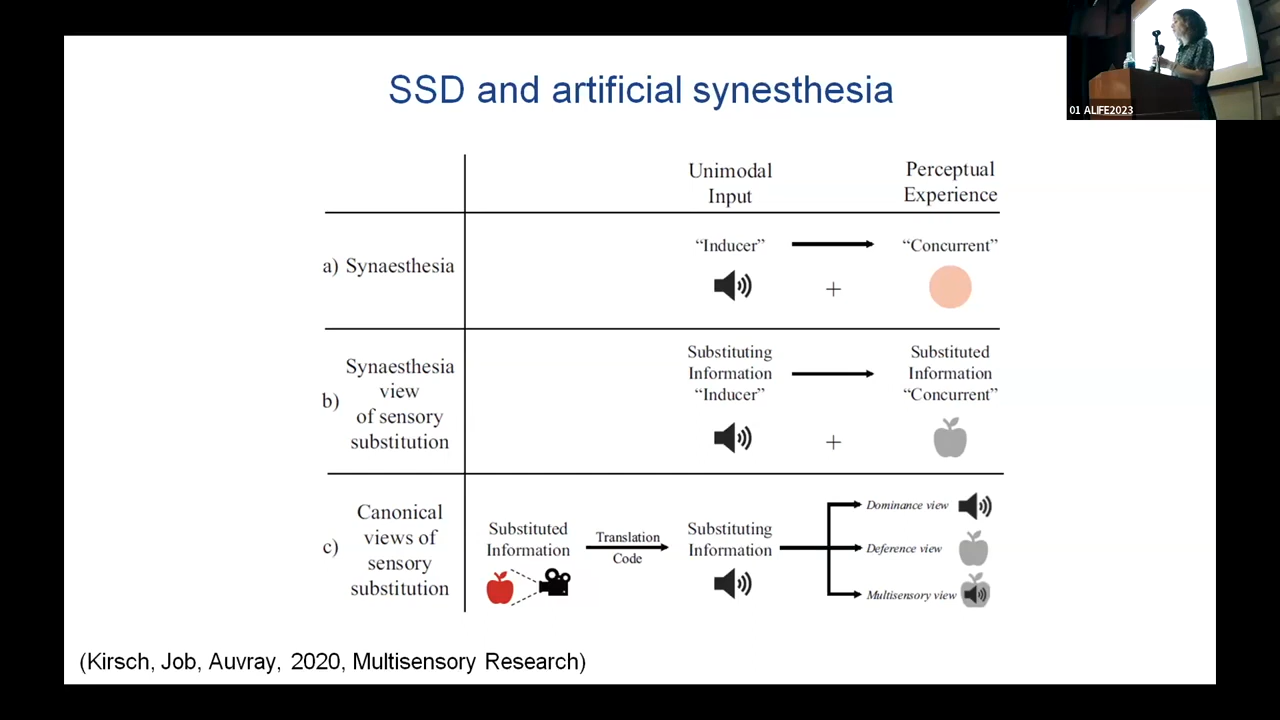 SSD and artificial synesthesia
01 ALIFE2023
Unimodal
Input
Perceptual
Experience
a) Synaesthesia
“Inducer”
“Concurrent”
+
b)
Synaesthesia
view
of sensory
substitution
Substituting
Information
“Inducer”
Substituted
Information
“Concurrent”
+
c)
Canonical
views of
sensory
substitution
Substituted
Information
Translation
Code
Substituting
Information
Dominance view
Deference view
Multisensory view
(Kirsch, Job, Auvray, 2020, Multisensory Research)